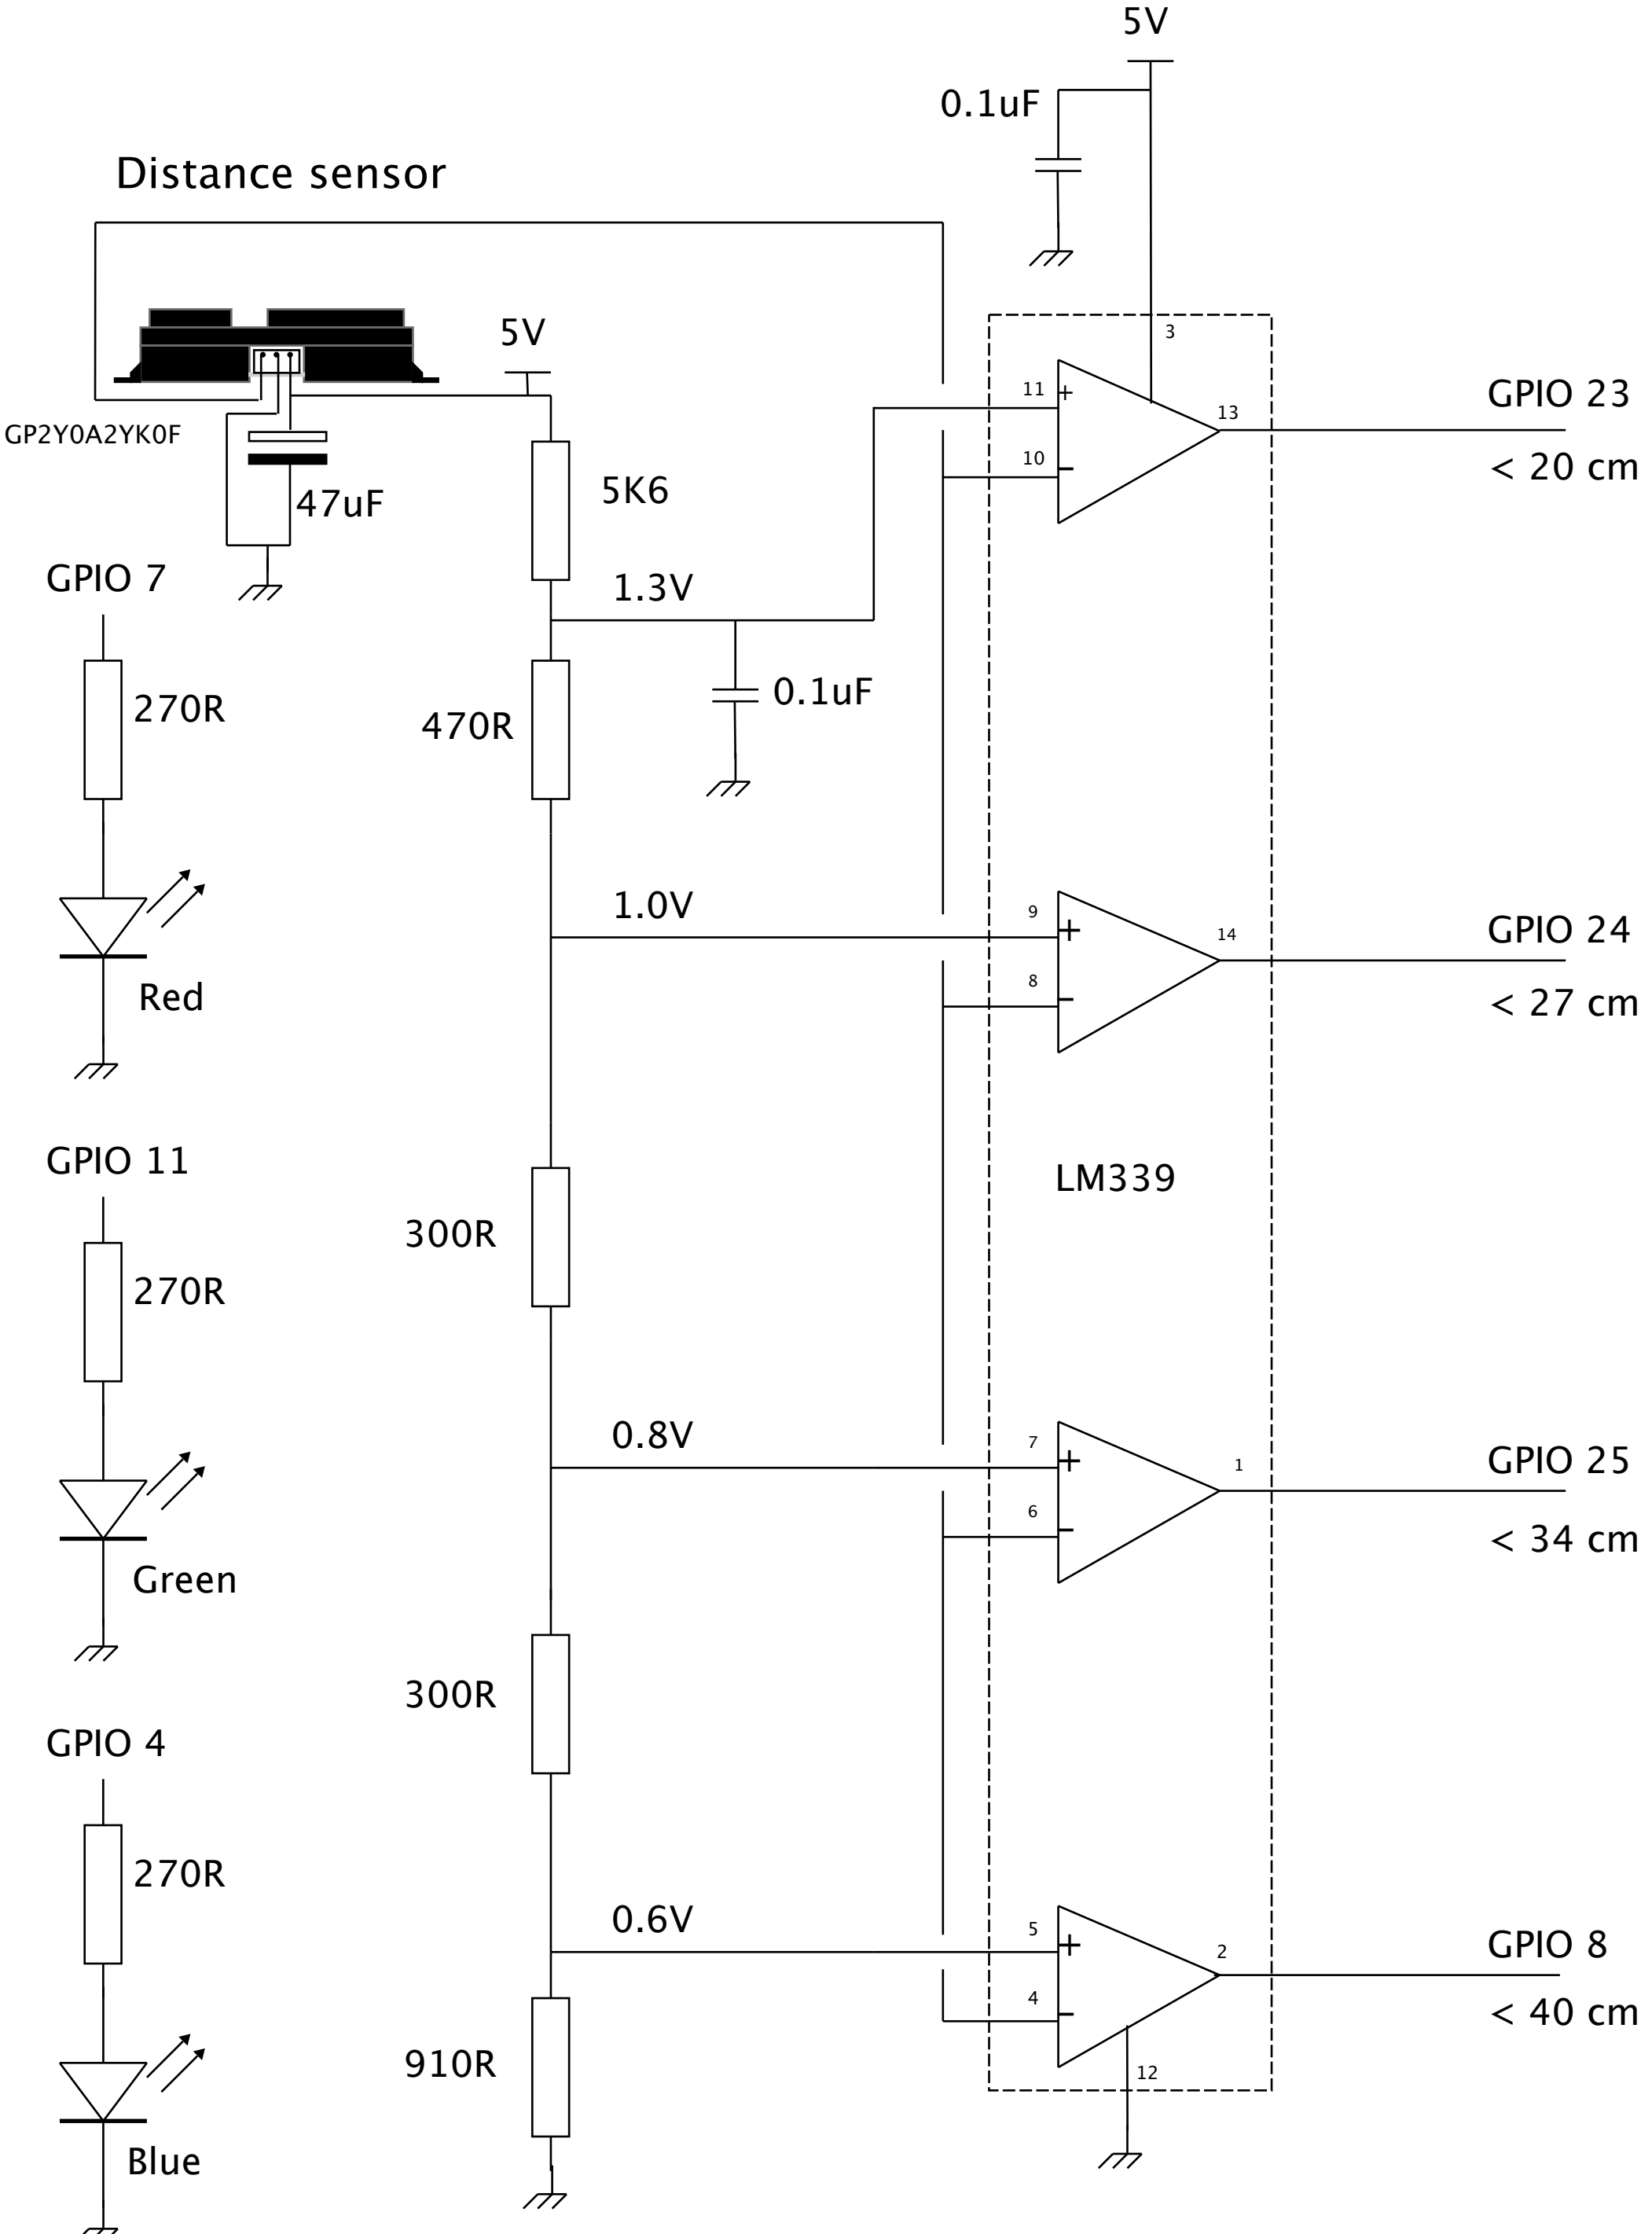 5V
0.1uF
Distance sensor
5V
3
GP2Y0A2YK0F
47uF
5K6
11
+
10
−
13
GPIO 23
< 20 cm
GPIO 7
270R
Red
1.3V
0.1uF
470R
1.0V
9
+
8
−
14
GPIO 24
< 27 cm
GPIO 11
270R
Green
300R
LM339
0.8V
7
+
6
−
1
GPIO 25
< 34 cm
300R
GPIO 4
270R
Blue
0.6V
5
+
4
−
2
12
GPIO 8
< 40 cm
910R